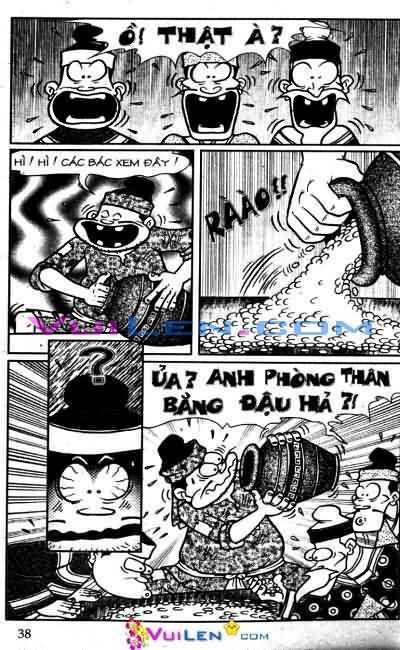 Ồ! THẬT À?
HÌ! HÌ! CÁC BÁC XEM ĐÂY!
RÀÀO!!
VuiLen.com
?
ỦA? ANH PHÒNG THÂN
BẰNG ĐẬU HẢ?!
38
VuiLen.com